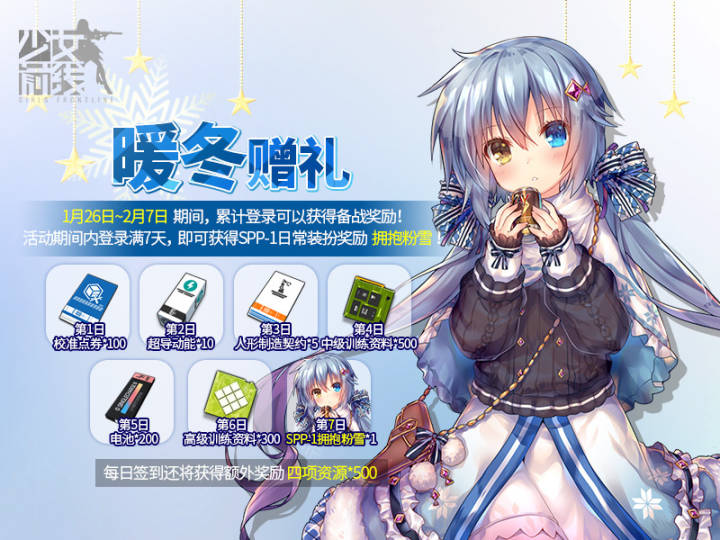 少女前线
GIRLS' FRONTLINE
暖冬赠礼
1月26日~2月7日 期间，累计登录可以获得备战奖励！
活动期间内登录满7天，即可获得SPP-1日常装扮奖励 拥抱粉雪！
第1日
校准点券*100
第2日
超导动能*10
第3日
人形制造契约*5
第4日
中级训练资料*500
第5日
电池*200
第6日
高级训练资料*300
第7日
SPP-1拥抱粉雪*1
每日签到还将获得额外奖励 四项资源*500